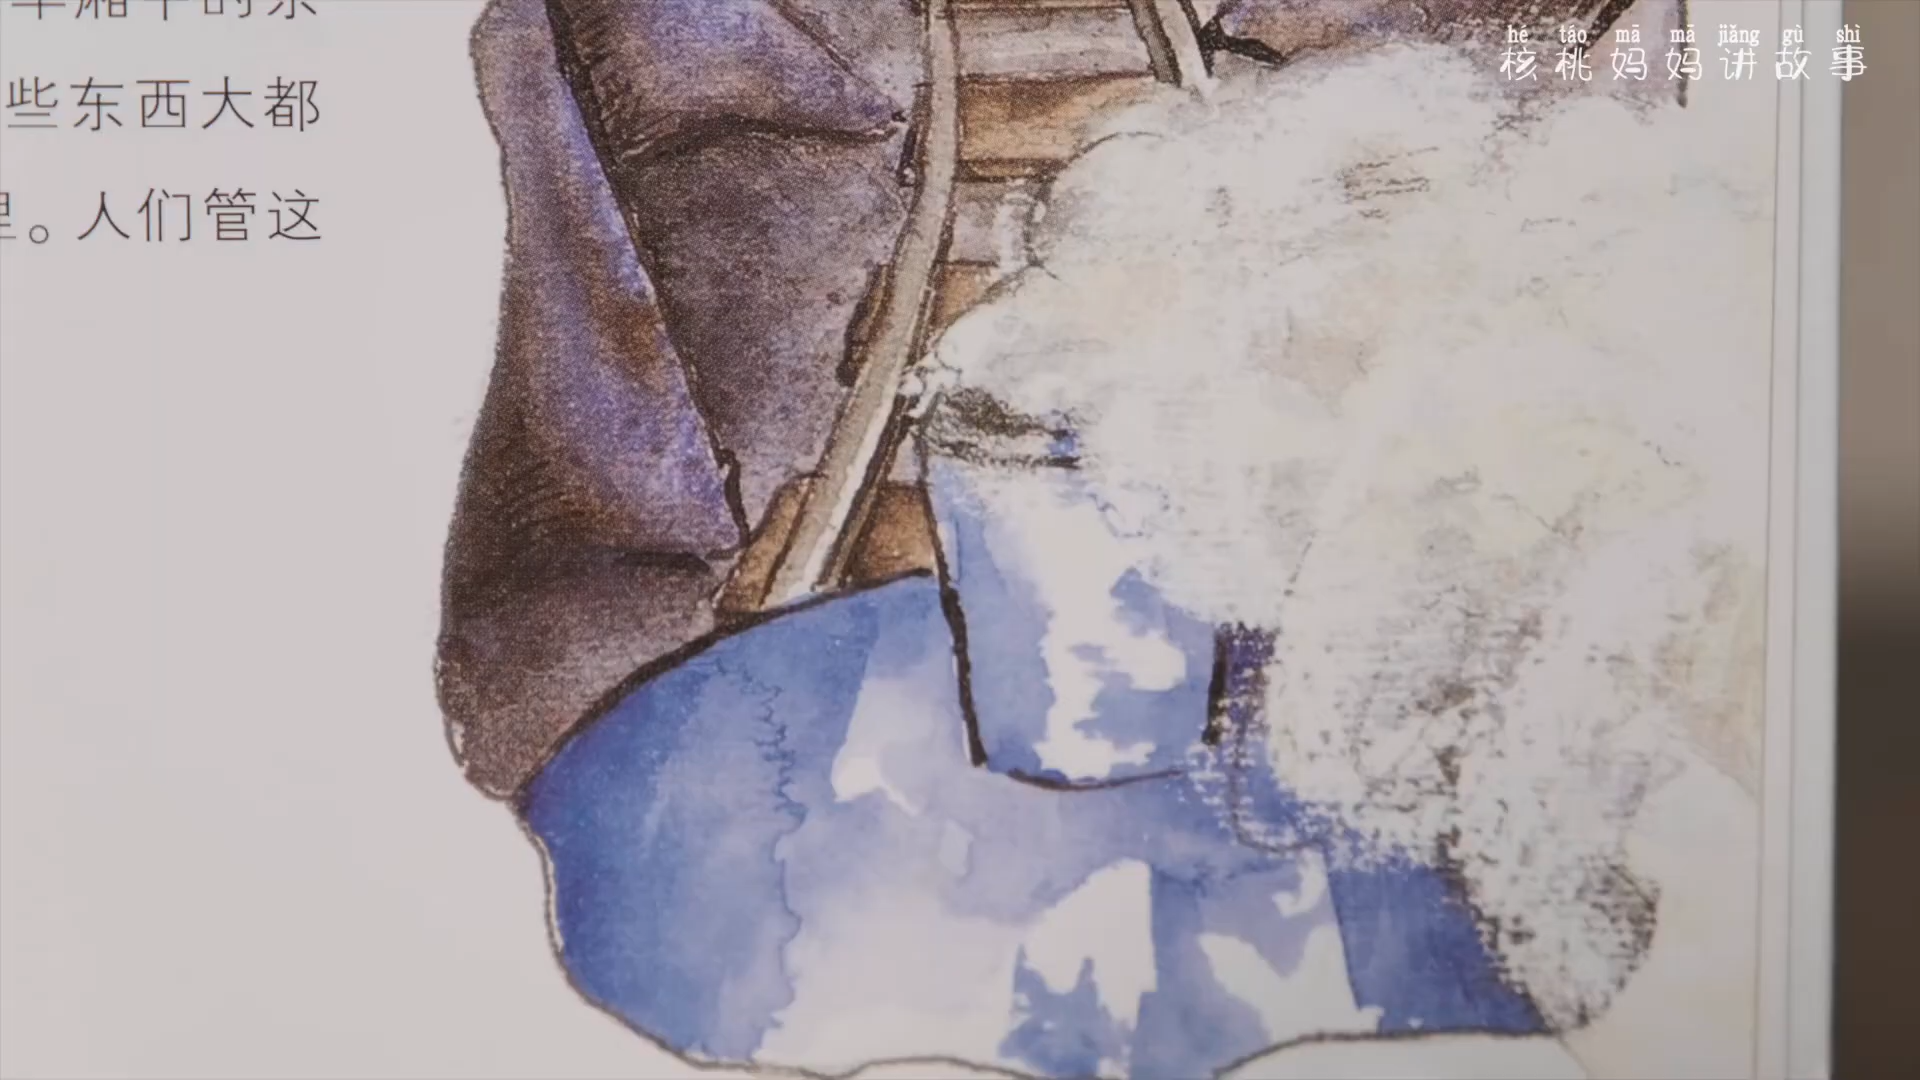 hé táo mā mā jiǎng gù shì
核桃妈妈讲故事
些东西大都
。人们管这